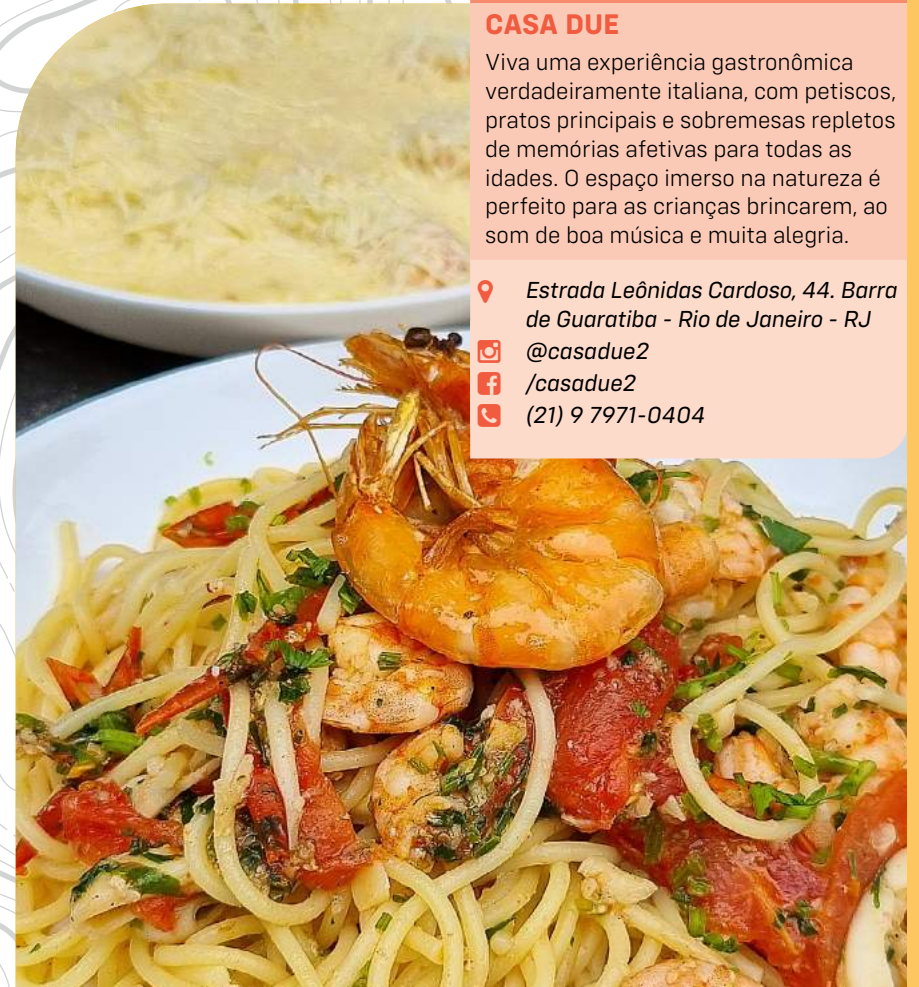 CASA DUE
Viva uma experiência gastronômica
verdadeiramente italiana, com petiscos,
pratos principais e sobremesas repletos
de memórias afetivas para todas as
idades. O espaço imerso na natureza é
perfeito para as crianças brincarem, ao
som de boa música e muita alegria.
Estrada Leônidas Cardoso, 44. Barra
de Guaratiba - Rio de Janeiro - RJ
@casadue2
/casadue2
(21) 9 7971-0404